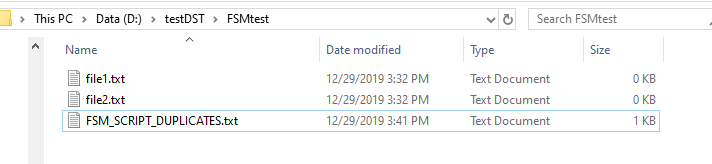 This PC > Data (D:) > testDST > FSMtest
Search FSMtest
Name Date modified Type Size
file1.txt 12/29/2019 3:32 PM Text Document 0 KB
file2.txt 12/29/2019 3:32 PM Text Document 0 KB
FSM_SCRIPT_DUPLICATES.txt 12/29/2019 3:41 PM Text Document 1 KB